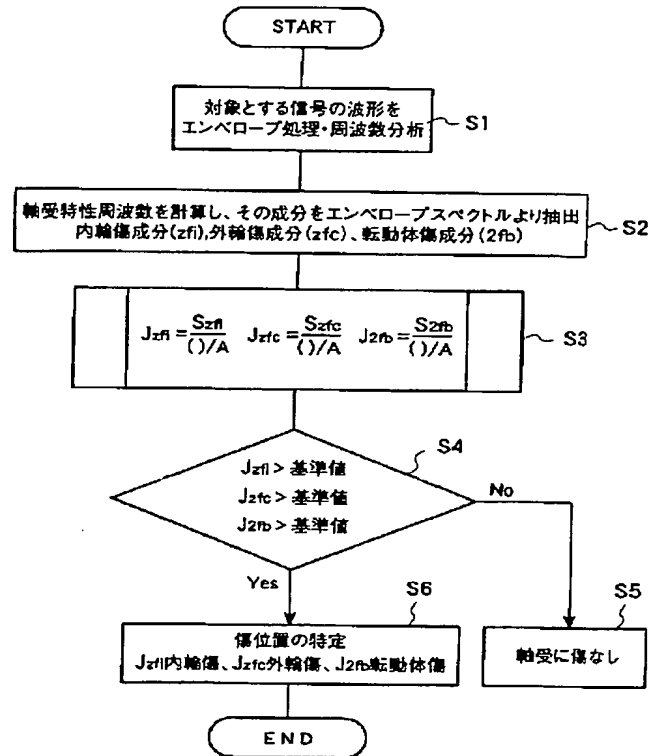 START
対象とする信号の波形を
エンベロープ処理・周波数分析
S1
軸受特性周波数を計算し、その成分をエンベロープスペクトルより抽出
内輪傷成分(zfi),外輪傷成分(zfc)、転動体傷成分(2fb)
S2
Jzfi=Szfi/()/A Jzfc=Szfc/()/A J2fb=S2fb/()/A
S3
S4
Jzfi>基準値
Jzfc>基準値
J2fb>基準値
No
Yes
S6
傷位置の特定
Jzfi内輪傷、Jzfc外輪傷、J2fb転動体傷
S5
軸受に傷なし
END